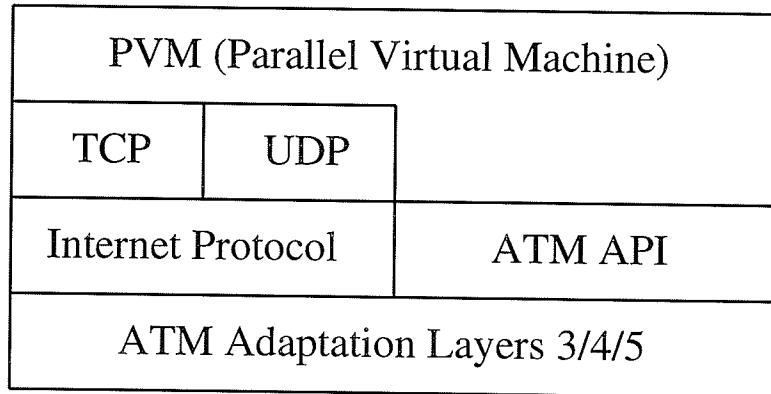 PVM (Parallel Virtual Machine)
TCP
UDP
Internet Protocol
ATM API
ATM Adaptation Layers 3/4/5